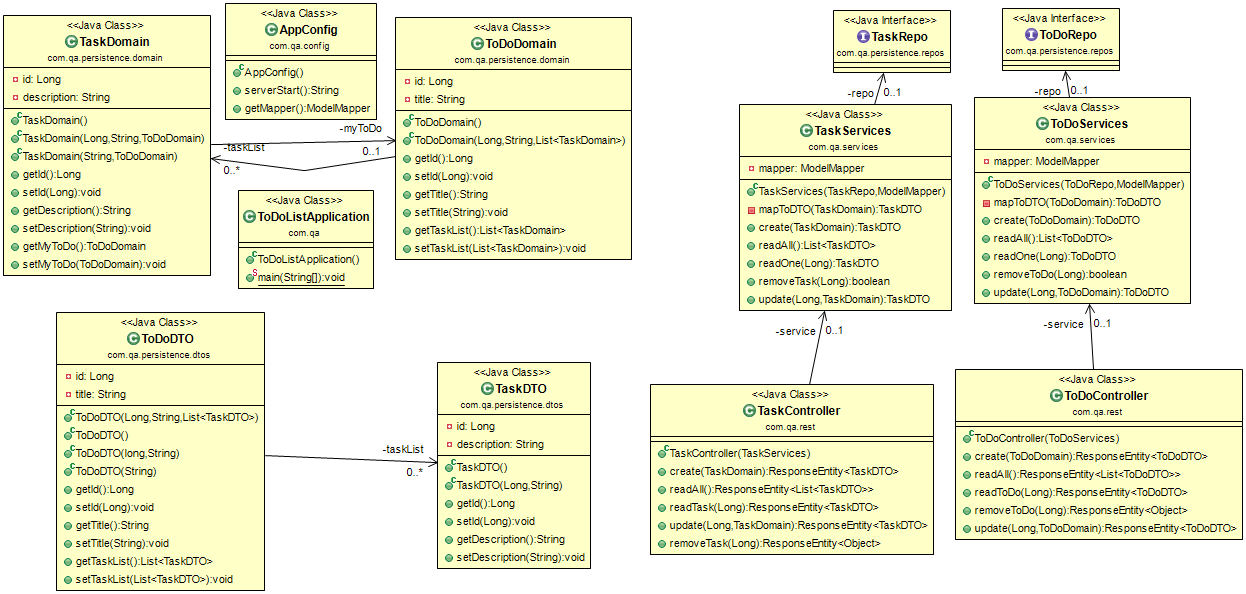 <<Java Class>>
TaskDomain
com.qa.persistence.domain
id: Long
description: String
TaskDomain()
TaskDomain(Long,String,ToDoDomain)
TaskDomain(String,ToDoDomain)
getId():Long
setId(Long):void
getDescription():String
setDescription(String):void
getMyToDo():ToDoDomain
setMyToDo(ToDoDomain):void
<<Java Class>>
AppConfig
com.qa.config
AppConfig()
serverStart():String
getMapper():ModelMapper
-myToDo
0..1
-taskList
0..*
<<Java Class>>
ToDoDomain
com.qa.persistence.domain
id: Long
title: String
ToDoDomain()
ToDoDomain(Long,String,List<TaskDomain>)
getId():Long
setId(Long):void
getTitle():String
setTitle(String):void
getTaskList():List<TaskDomain>
setTaskList(List<TaskDomain>):void
<<Java Class>>
ToDoListApplication
com.qa
ToDoListApplication()
main(String[]):void
<<Java Interface>>
TaskRepo
com.qa.persistence.repos
-repo
0..1
<<Java Class>>
TaskServices
com.qa.services
mapper: ModelMapper
TaskServices(TaskRepo,ModelMapper)
mapToDTO(TaskDomain):TaskDTO
create(TaskDomain):TaskDTO
readAll():List<TaskDTO>
readOne(Long):TaskDTO
removeTask(Long):boolean
update(Long,TaskDomain):TaskDTO
-service
0..1
<<Java Class>>
TaskController
com.qa.rest
TaskController(TaskServices)
create(TaskDomain):ResponseEntity<TaskDTO>
readAll():ResponseEntity<List<TaskDTO>>
readTask(Long):ResponseEntity<TaskDTO>
update(Long,TaskDomain):ResponseEntity<TaskDTO>
removeTask(Long):ResponseEntity<Object>
<<Java Interface>>
ToDoRepo
com.qa.persistence.repos
-repo
0..1
<<Java Class>>
ToDoServices
com.qa.services
mapper: ModelMapper
ToDoServices(ToDoRepo,ModelMapper)
mapToDTO(ToDoDomain):ToDoDTO
create(ToDoDomain):ToDoDTO
readAll():List<ToDoDTO>
readOne(Long):ToDoDTO
removeToDo(Long):boolean
update(Long,ToDoDomain):ToDoDTO
-service
0..1
<<Java Class>>
ToDoController
com.qa.rest
ToDoController(ToDoServices)
create(ToDoDomain):ResponseEntity<ToDoDTO>
readAll():ResponseEntity<List<ToDoDTO>>
readToDo(Long):ResponseEntity<ToDoDTO>
removeToDo(Long):ResponseEntity<Object>
update(Long,ToDoDomain):ResponseEntity<ToDoDTO>
<<Java Class>>
ToDoDTO
com.qa.persistence.dtos
id: Long
title: String
ToDoDTO(Long,String,List<TaskDTO>)
ToDoDTO()
ToDoDTO(long,String)
ToDoDTO(String)
getId():Long
setId(Long):void
getTitle():String
setTitle(String):void
getTaskList():List<TaskDTO>
setTaskList(List<TaskDTO>):void
-taskList
0..*
<<Java Class>>
TaskDTO
com.qa.persistence.dtos
id: Long
description: String
TaskDTO()
TaskDTO(Long,String)
getId():Long
setId(Long):void
getDescription():String
setDescription(String):void